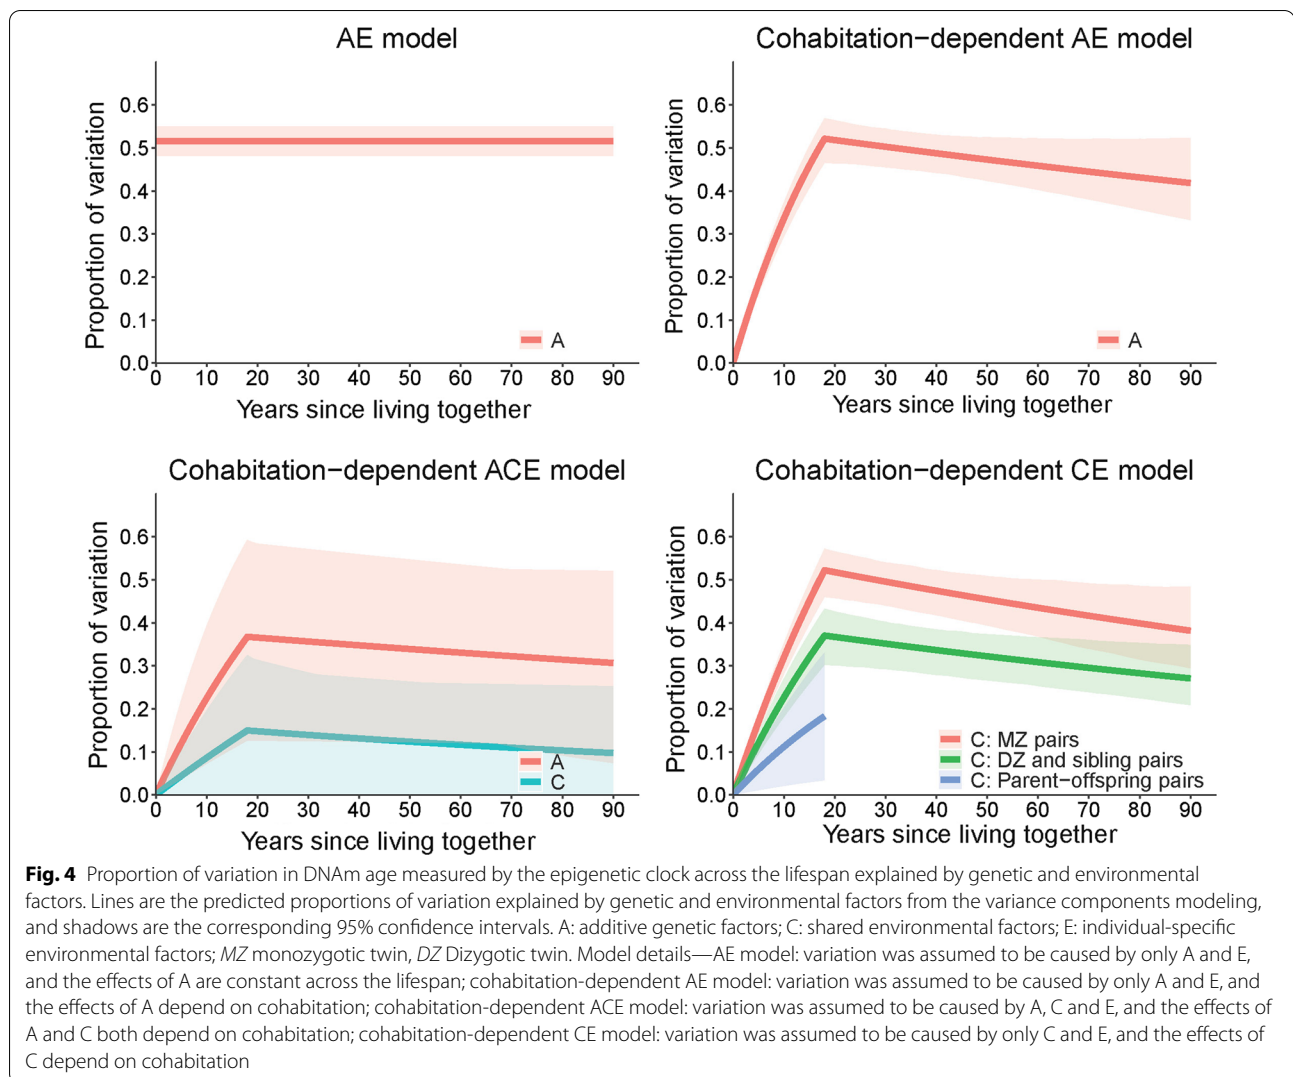 AE model
Proportion of variation
0.6
0.5
0.4
0.3
0.2
0.1
0.0
A
0 10 20 30 40 50 60 70 80 90
Years since living together
Cohabitation−dependent AE model
Proportion of variation
0.6
0.5
0.4
0.3
0.2
0.1
0.0
A
0 10 20 30 40 50 60 70 80 90
Years since living together
Cohabitation−dependent ACE model
Proportion of variation
0.6
0.5
0.4
0.3
0.2
0.1
0.0
A
C
0 10 20 30 40 50 60 70 80 90
Years since living together
Cohabitation−dependent CE model
Proportion of variation
0.6
0.5
0.4
0.3
0.2
0.1
0.0
C: MZ pairs
C: DZ and sibling pairs
C: Parent−offspring pairs
0 10 20 30 40 50 60 70 80 90
Years since living together
Fig. 4 Proportion of variation in DNAm age measured by the epigenetic clock across the lifespan explained by genetic and environmental
factors. Lines are the predicted proportions of variation explained by genetic and environmental factors from the variance components modeling,
and shadows are the corresponding 95% confidence intervals. A: additive genetic factors; C: shared environmental factors; E: individual-specific
environmental factors; MZ monozygotic twin, DZ Dizygotic twin. Model details—AE model: variation was assumed to be caused by only A and E,
and the effects of A are constant across the lifespan; cohabitation-dependent AE model: variation was assumed to be caused by only A and E, and
the effects of A depend on cohabitation; cohabitation-dependent ACE model: variation was assumed to be caused by A, C and E, and the effects of
A and C both depend on cohabitation; cohabitation-dependent CE model: variation was assumed to be caused by only C and E, and the effects of
C depend on cohabitation